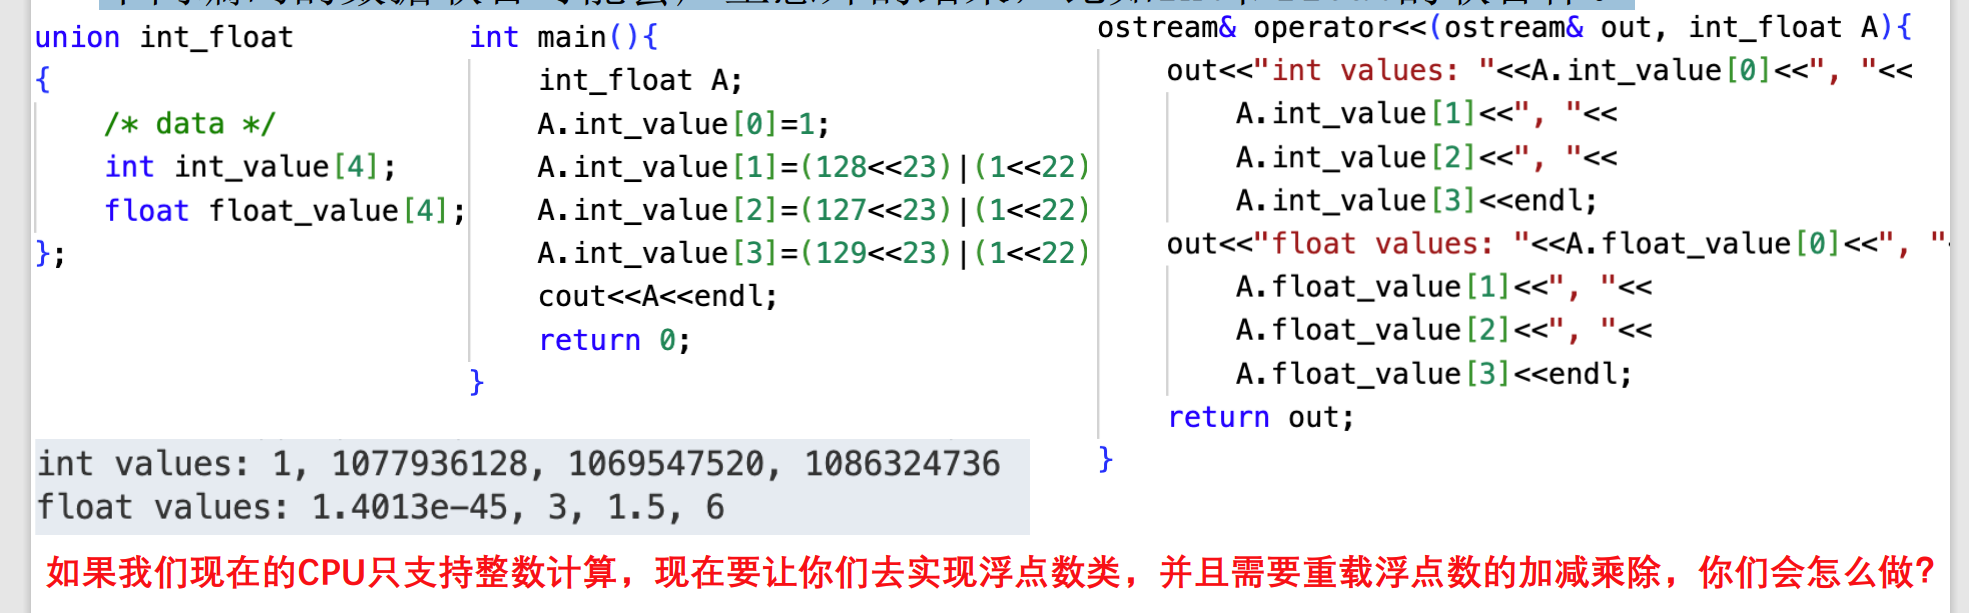 union int_float
{
/* data */
int int_value[4];
float float_value[4];
};
int main(){
int_float A;
A.int_value[0]=1;
A.int_value[1]=(128<<23)|(1<<22)
A.int_value[2]=(127<<23)|(1<<22)
A.int_value[3]=(129<<23)|(1<<22)
cout<<A<<endl;
return 0;
}
ostream& operator<<(ostream& out, int_float A){
out<<"int values: "<<A.int_value[0]<<", "<<
A.int_value[1]<<", "<<
A.int_value[2]<<", "<<
A.int_value[3]<<endl;
out<<"float values: "<<A.float_value[0]<<", "
A.float_value[1]<<", "<<
A.float_value[2]<<", "<<
A.float_value[3]<<endl;
return out;
}
int values: 1, 1077936128, 1069547520, 1086324736
float values: 1.4013e-45, 3, 1.5, 6
如果我们现在的CPU只支持整数计算，现在要让你们去实现浮点数类，并且需要重载浮点数的加减乘除，你们会怎么做？